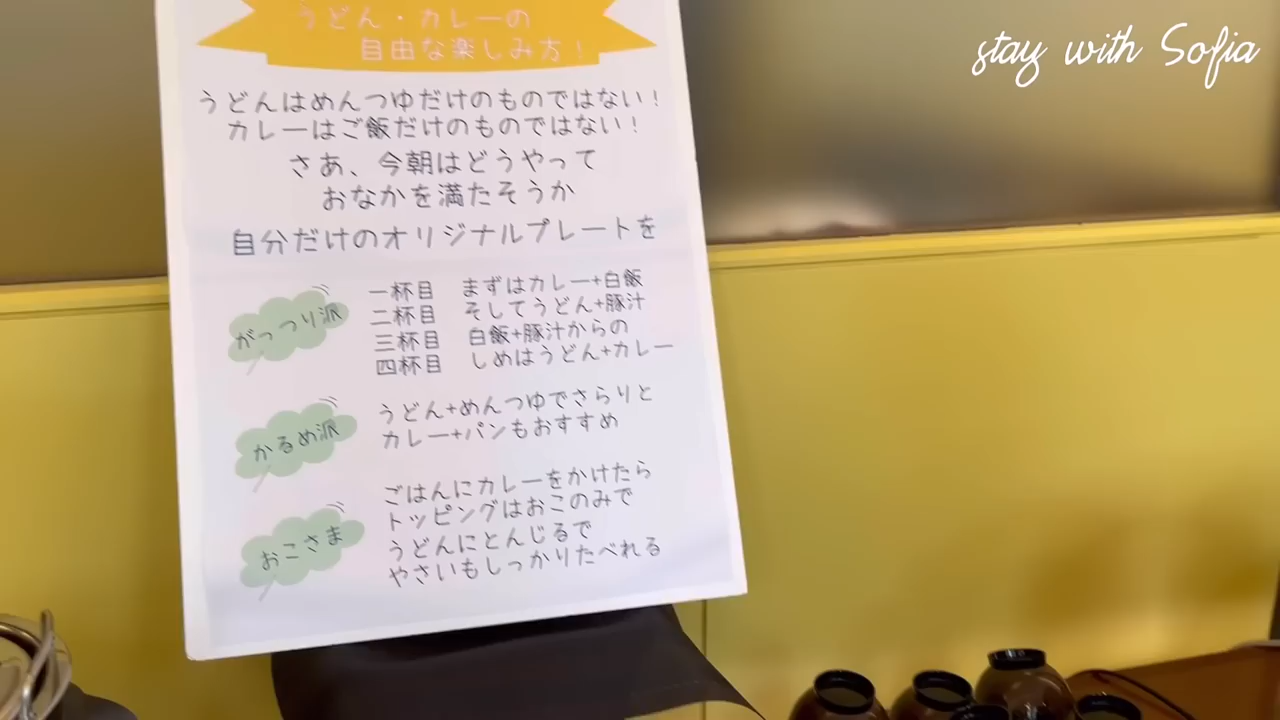 stay with Sofia
うどん・カレーの
自由な楽しみ方！
うどんはめんつゆだけのものではない！
カレーはご飯だけのものではない！
さあ、今朝はどうやって
おなかを満たそうか
自分だけのオリジナルプレートを
がっつり派
一杯目 まずはカレー+白飯
二杯目 そしてうどん+豚汁
三杯目 白飯+豚汁からの
四杯目 しめはうどん+カレー
かるめ派
うどん+めんつゆでさらりと
カレー+パンもおすすめ
おこさま
ごはんにカレーをかけたら
トッピングはおこのみで
うどんにとんじるで
やさいもしっかりたべれる